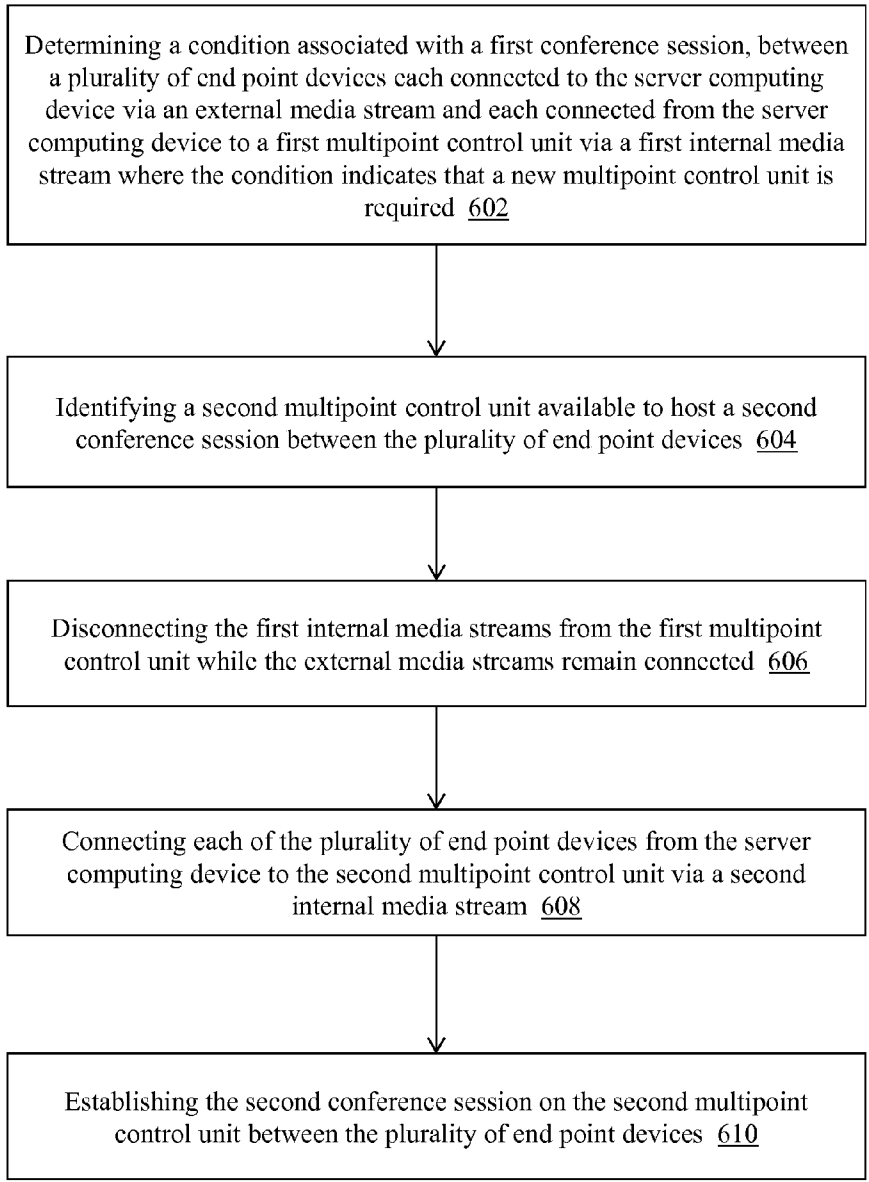 Determining a condition associated with a first conference session, between
a plurality of end point devices each connected to the server computing
device via an external media stream and each connected from the server
computing device to a first multipoint control unit via a first internal media
stream where the condition indicates that a new multipoint control unit is
required 602
Identifying a second multipoint control unit available to host a second
conference session between the plurality of end point devices 604
Disconnecting the first internal media streams from the first multipoint
control unit while the external media streams remain connected 606
Connecting each of the plurality of end point devices from the server
computing device to the second multipoint control unit via a second
internal media stream 608
Establishing the second conference session on the second multipoint
control unit between the plurality of end point devices 610